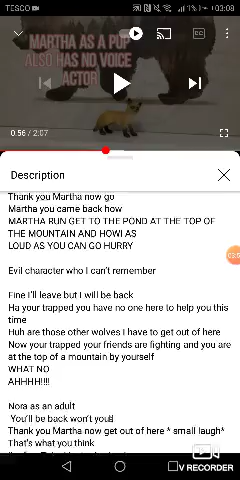 TESCO
1%
03:08
MARTHA AS A PUP
ALSO HAS NO VOICE
ACTOR
CC
0:56 / 2:07
Description
Thank you Martha now go
Martha you came back how
MARTHA RUN GET TO THE POND AT THE TOP OF
THE MOUNTAIN AND HOWl AS
LOUD AS YOU CAN GO HURRY
Evil character who I can't remember
Fine I'll leave but I will be back
Ha your trapped you have no one here to help you this
time
Huh are those other wolves I have to get out of here
Now your trapped your friends are fighting and you are
at the top of a mountain by yourself
WHAT NO
AHHH!!!!
Nora as an adult
You'll be back won't you
Thank you Martha now get out of here * small laugh*
That's what you think
V RECORDER